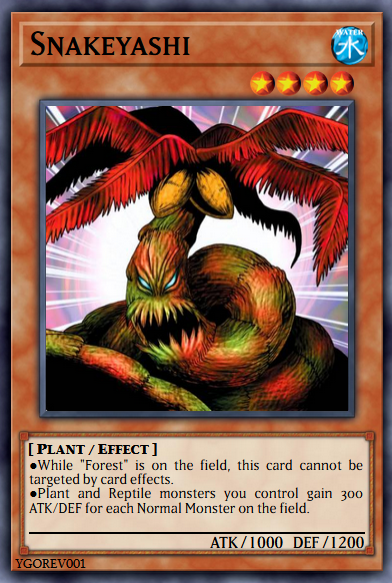 SNAKEYASHI
WATER
水
[ PLANT / EFFECT ]
●While "Forest" is on the field, this card cannot be
targeted by card effects.
●Plant and Reptile monsters you control gain 300
ATK/DEF for each Normal Monster on the field.
ATK/1000 DEF/1200
YGOREV001